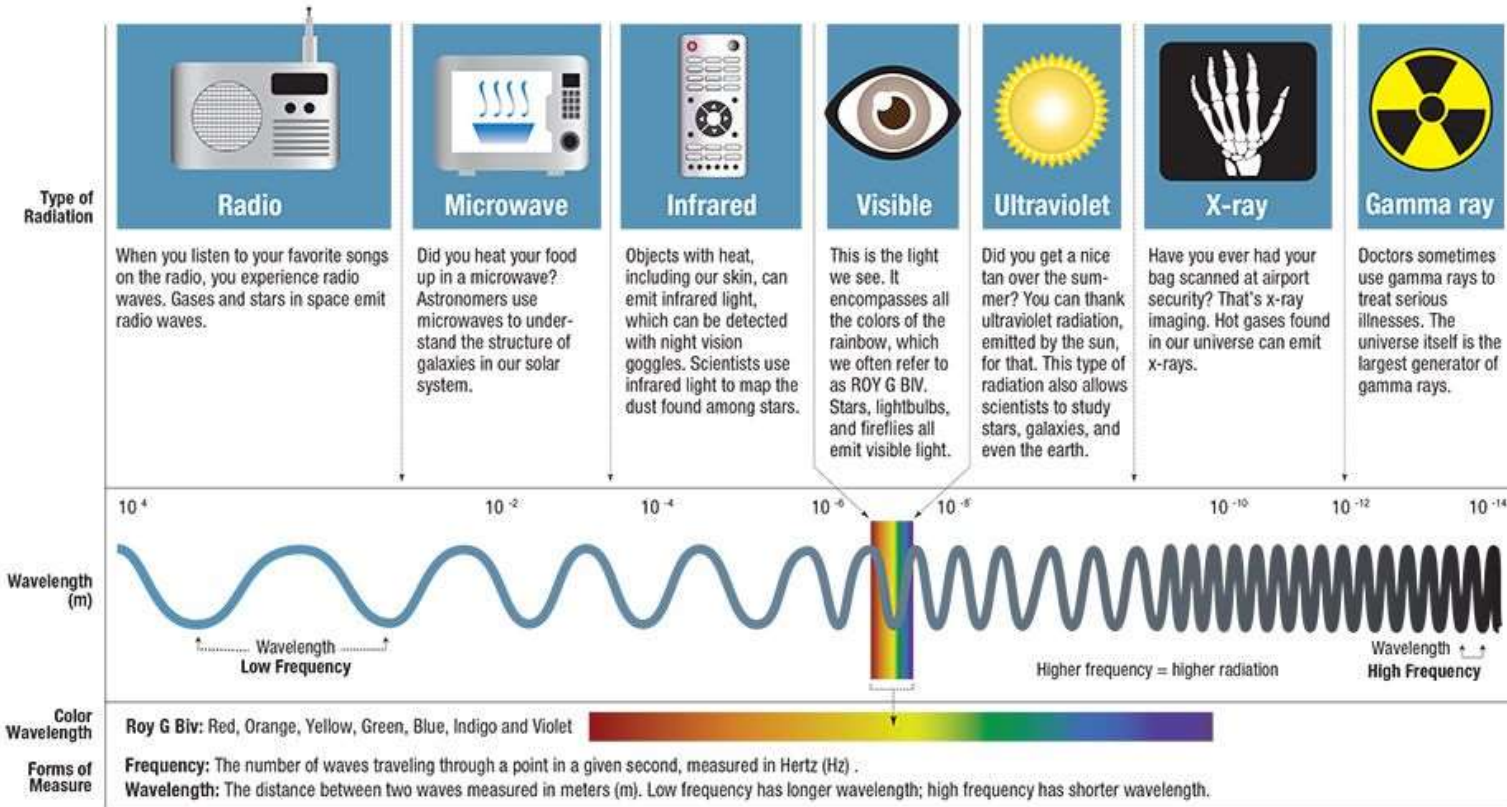 Type of
Radiation
Radio
Microwave
Infrared
Visible
Ultraviolet
X-ray
Gamma ray
When you listen to your favorite songs
on the radio, you experience radio
waves. Gases and stars in space emit
radio waves.
Did you heat your food
up in a microwave?
Astronomers use
microwaves to under-
stand the structure of
galaxies in our solar
system.
Objects with heat,
including our skin, can
emit infrared light,
which can be detected
with night vision
goggles. Scientists use
infrared light to map the
dust found among stars.
This is the light
we see. It
encompasses all
the colors of the
rainbow, which
we often refer to
as ROY G BIV.
Stars, lightbulbs,
and fireflies all
emit visible light.
Did you get a nice
tan over the sum-
mer? You can thank
ultraviolet radiation,
emitted by the sun,
for that. This type of
radiation also allows
scientists to study
stars, galaxies, and
even the earth.
Have you ever had your
bag scanned at airport
security? That's x-ray
imaging. Hot gases found
in our universe can emit
x-rays.
Doctors sometimes
use gamma rays to
treat serious
illnesses. The
universe itself is the
largest generator of
gamma rays.
10⁴ 10⁻² 10⁻⁴ 10⁻⁶ 10⁻⁸ 10⁻¹⁰ 10⁻¹² 10⁻¹⁴
Wavelength
(m)
Wavelength
Low Frequency
Higher frequency = higher radiation
Wavelength
High Frequency
Color
Wavelength
Roy G Biv: Red, Orange, Yellow, Green, Blue, Indigo and Violet
Forms of
Measure
Frequency: The number of waves traveling through a point in a given second, measured in Hertz (Hz) .
Wavelength: The distance between two waves measured in meters (m). Low frequency has longer wavelength; high frequency has shorter wavelength.